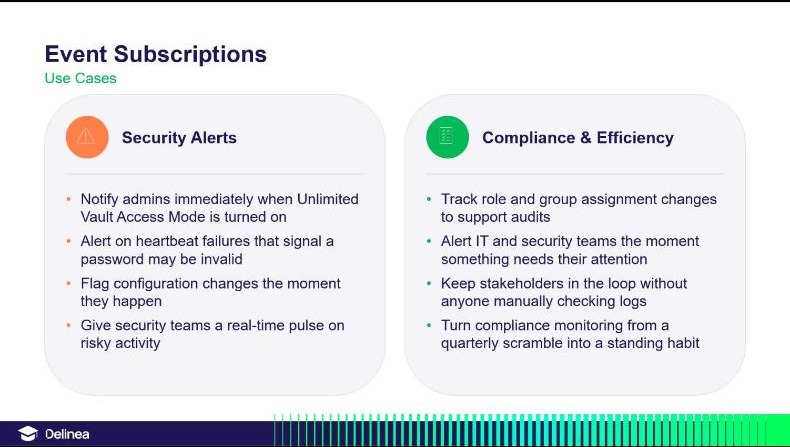 Event Subscriptions
Use Cases
Security Alerts
• Notify admins immediately when Unlimited
Vault Access Mode is turned on
• Alert on heartbeat failures that signal a
password may be invalid
• Flag configuration changes the moment
they happen
• Give security teams a real-time pulse on
risky activity
Compliance & Efficiency
• Track role and group assignment changes
to support audits
• Alert IT and security teams the moment
something needs their attention
• Keep stakeholders in the loop without
anyone manually checking logs
• Turn compliance monitoring from a
quarterly scramble into a standing habit
Delinea